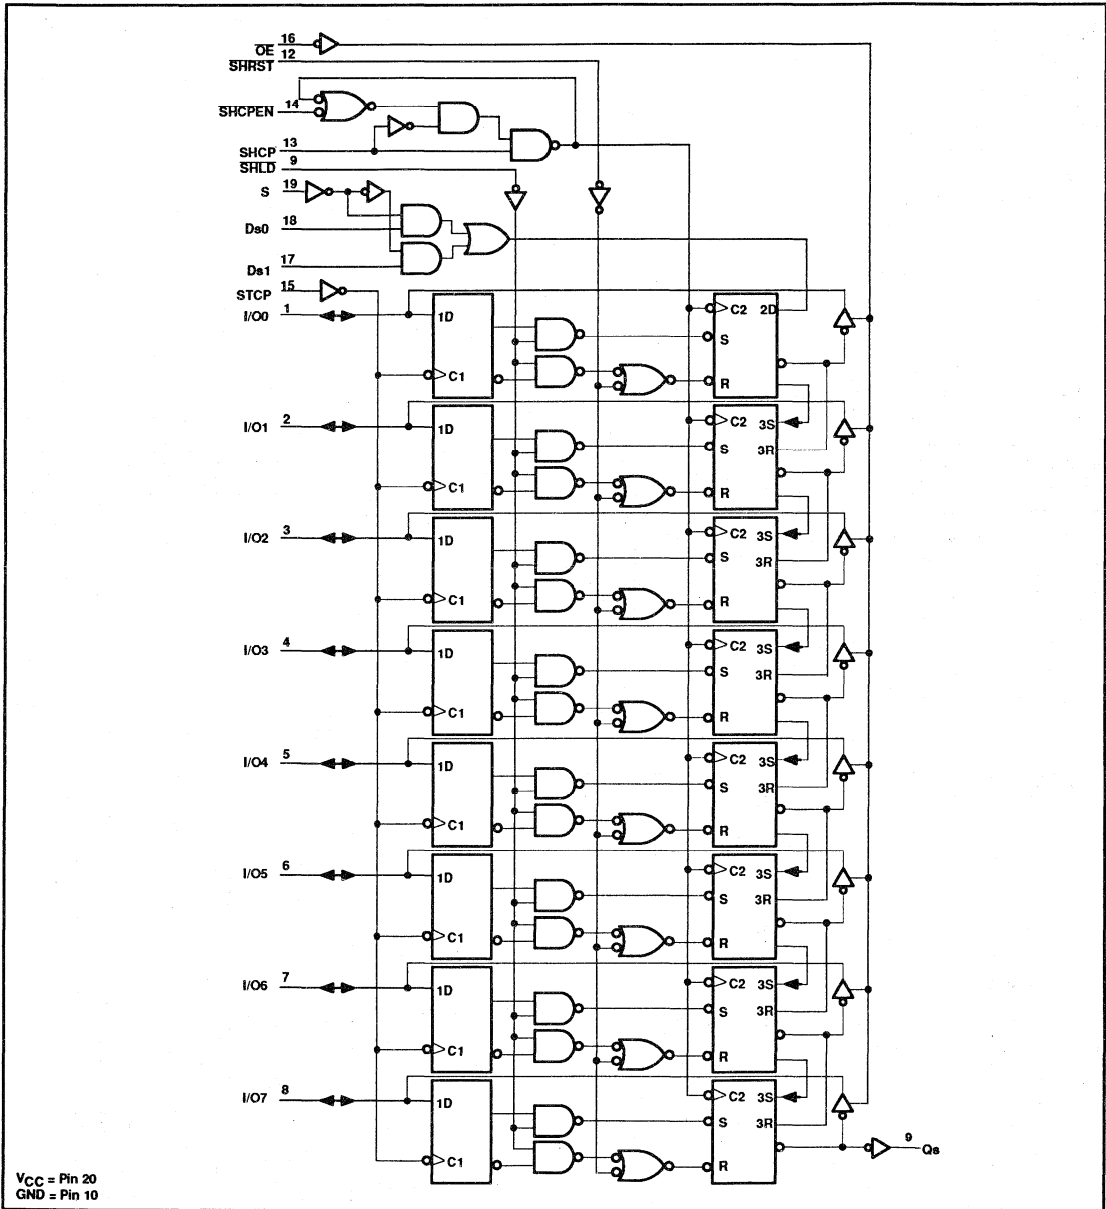 16
OE
12
SHRST
14
SHCPEN
13
SHCP
9
SHLD
19
S
18
Ds0
17
Ds1
15
STCP
1
I/O0
1D
C1
C2 2D
S
R
2
I/O1
1D
C1
C2 3S
S 3R
R
3
I/O2
1D
C1
C2 3S
S 3R
R
4
I/O3
1D
C1
C2 3S
S 3R
R
5
I/O4
1D
C1
C2 3S
S 3R
R
6
I/O5
1D
C1
C2 3S
S 3R
R
7
I/O6
1D
C1
C2 3S
S 3R
R
8
I/O7
1D
C1
C2 3S
S 3R
R
9
Qs
VCC = Pin 20
GND = Pin 10